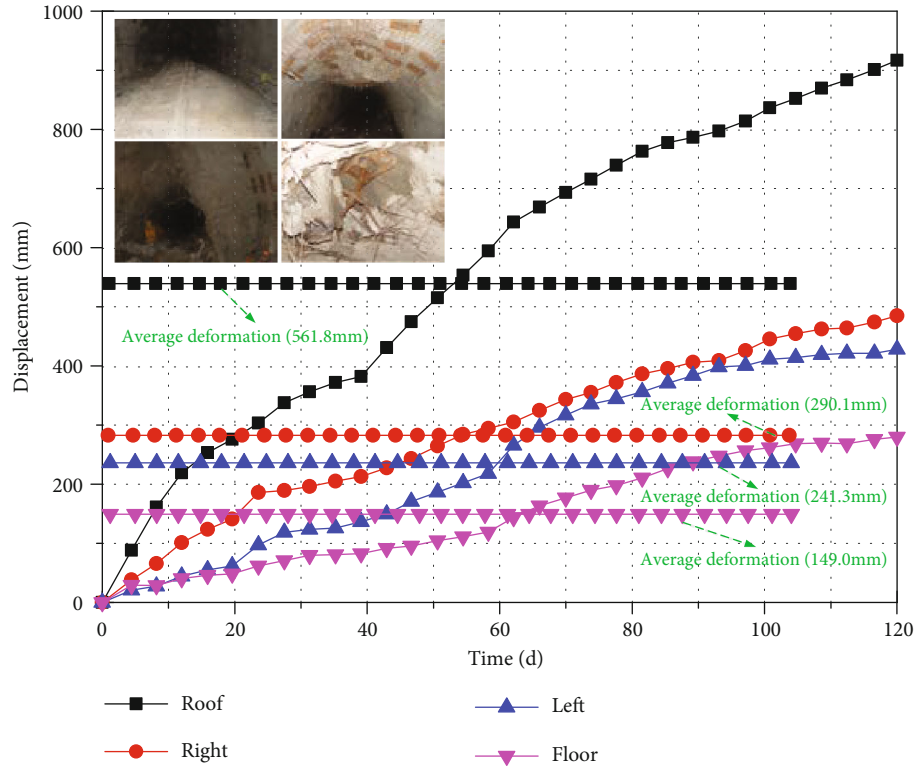 1000
800
600
400
200
0
Displacement (mm)
Average deformation (561.8mm)
Average deformation (290.1mm)
Average deformation (241.3mm)
Average deformation (149.0mm)
0 20 40 60 80 100 120
Time (d)
Roof Left
Right Floor